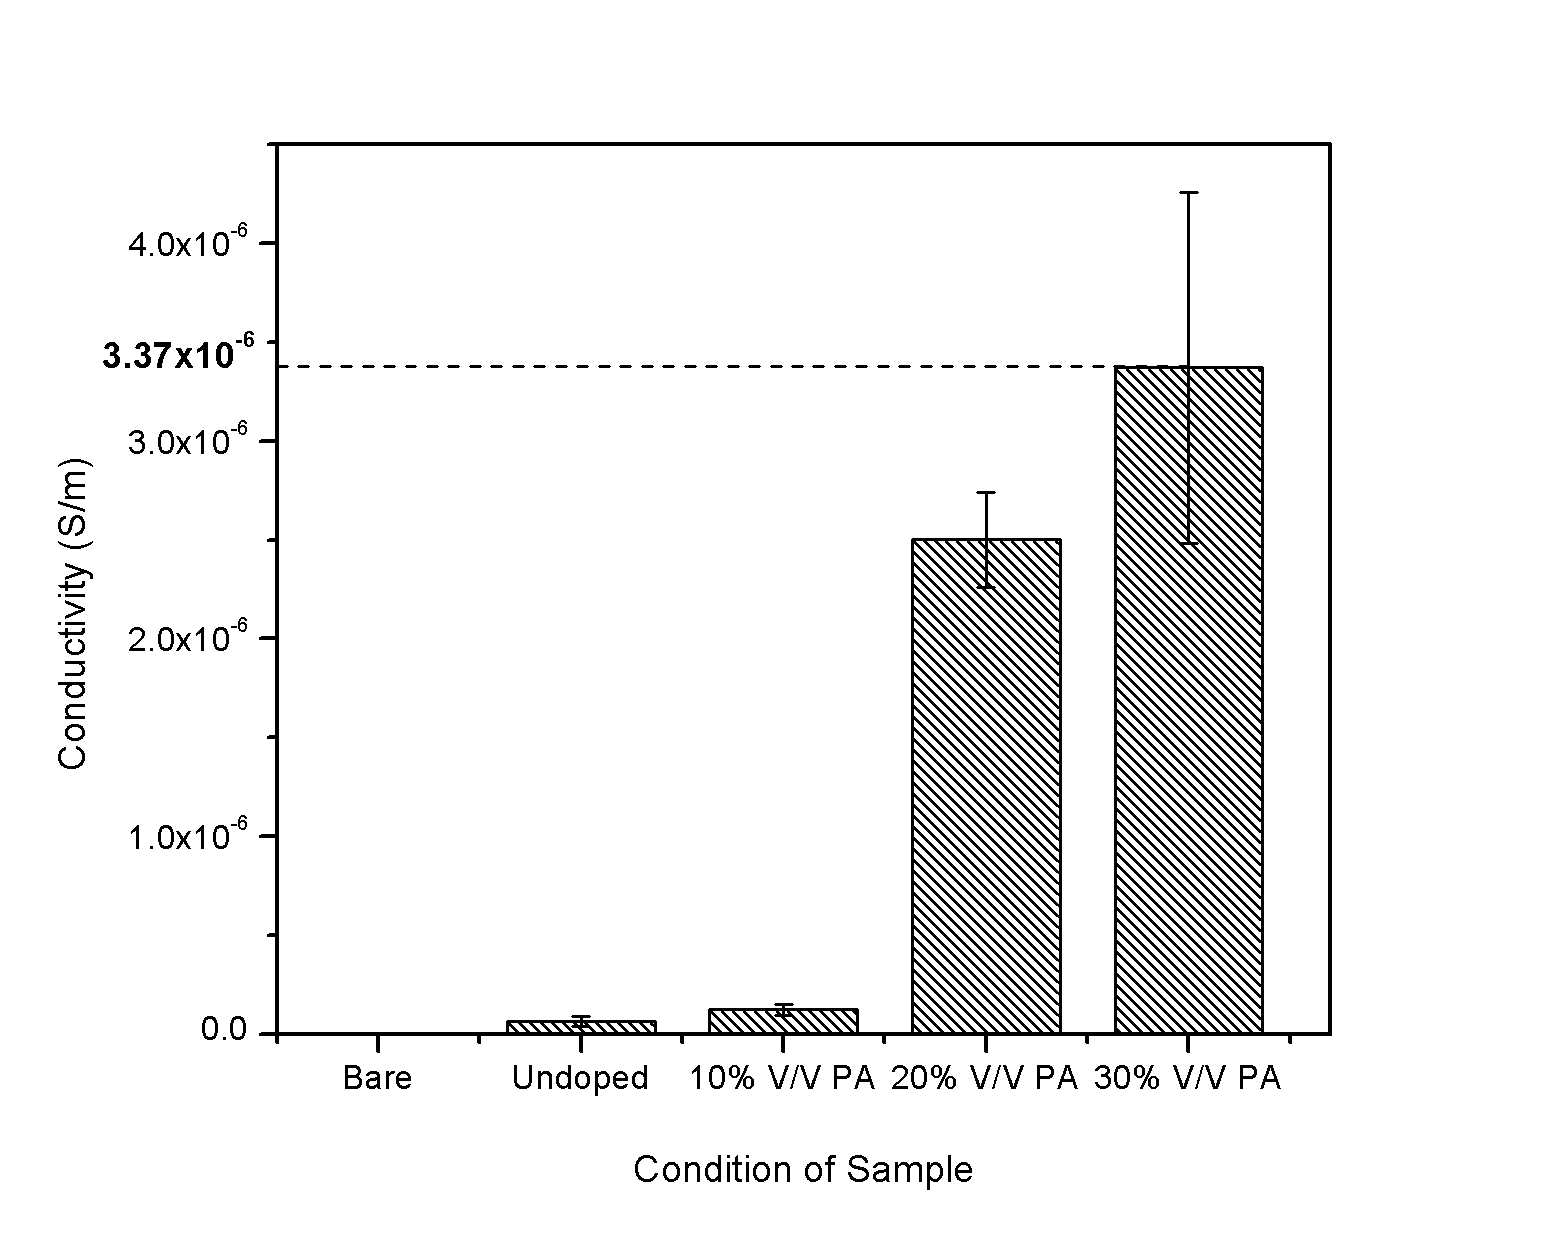 4.0x10⁻⁶
3.37x10⁻⁶
3.0x10⁻⁶
2.0x10⁻⁶
1.0x10⁻⁶
0.0
Conductivity (S/m)
Bare Undoped 10% V/V PA 20% V/V PA 30% V/V PA
Condition of Sample